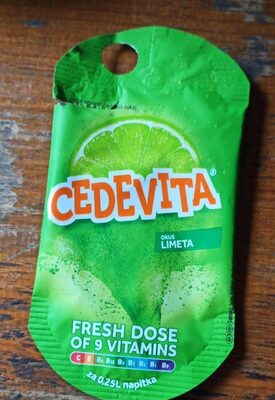 CEDEVITA®
OKUS
LIMETA
FRESH DOSE
OF 9 VITAMINS
za 0,25L napitka